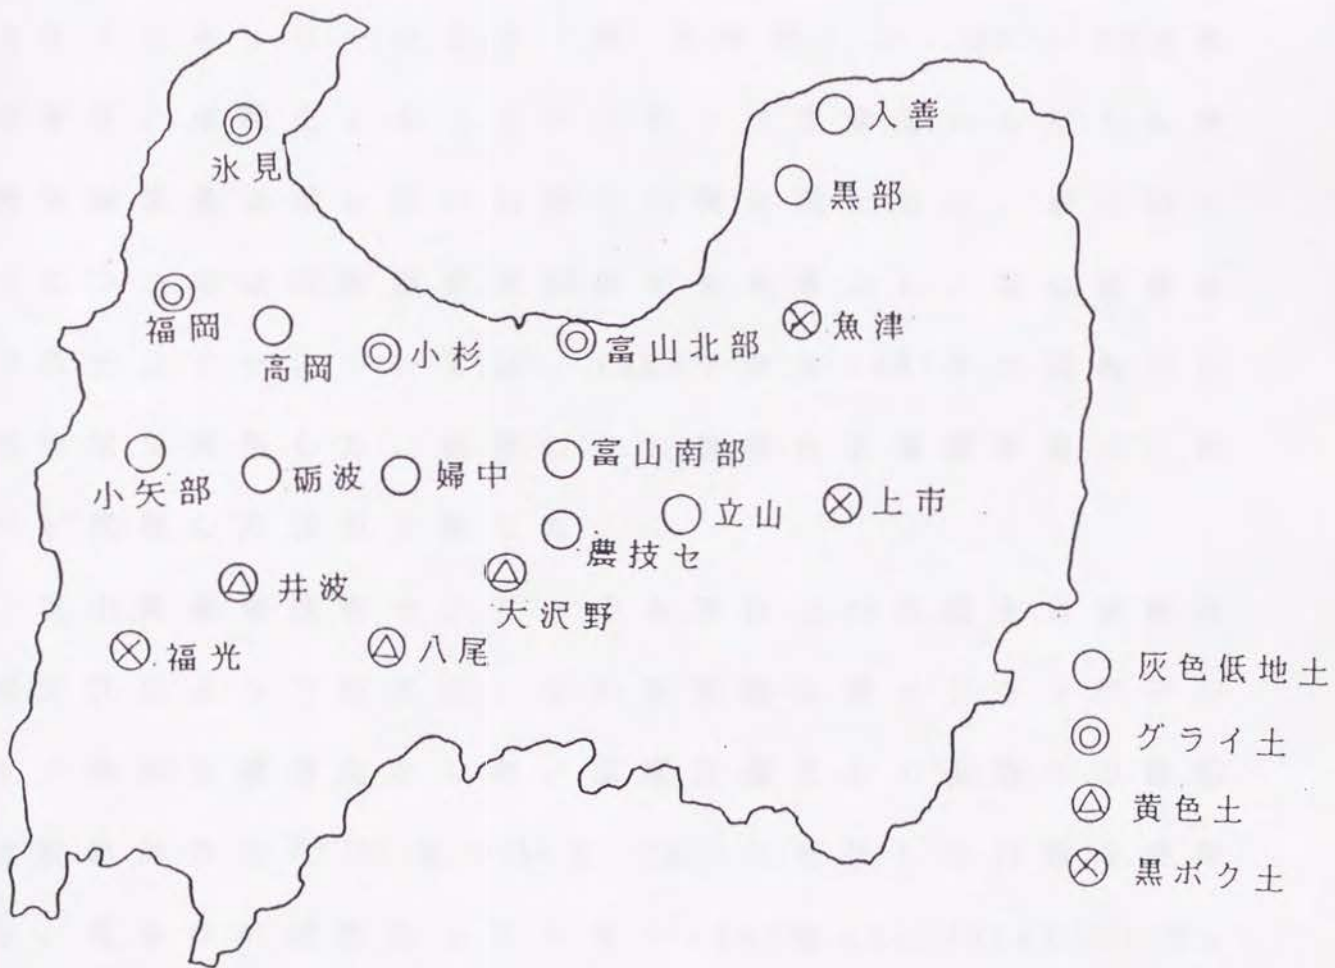 入善
氷見
黒部
福岡
高岡
小杉
富山北部
魚津
小矢部
砺波
婦中
富山南部
立山
上市
農技セ
井波
大沢野
福光
八尾
灰色低地土
グライ土
黄色土
黒ボク土